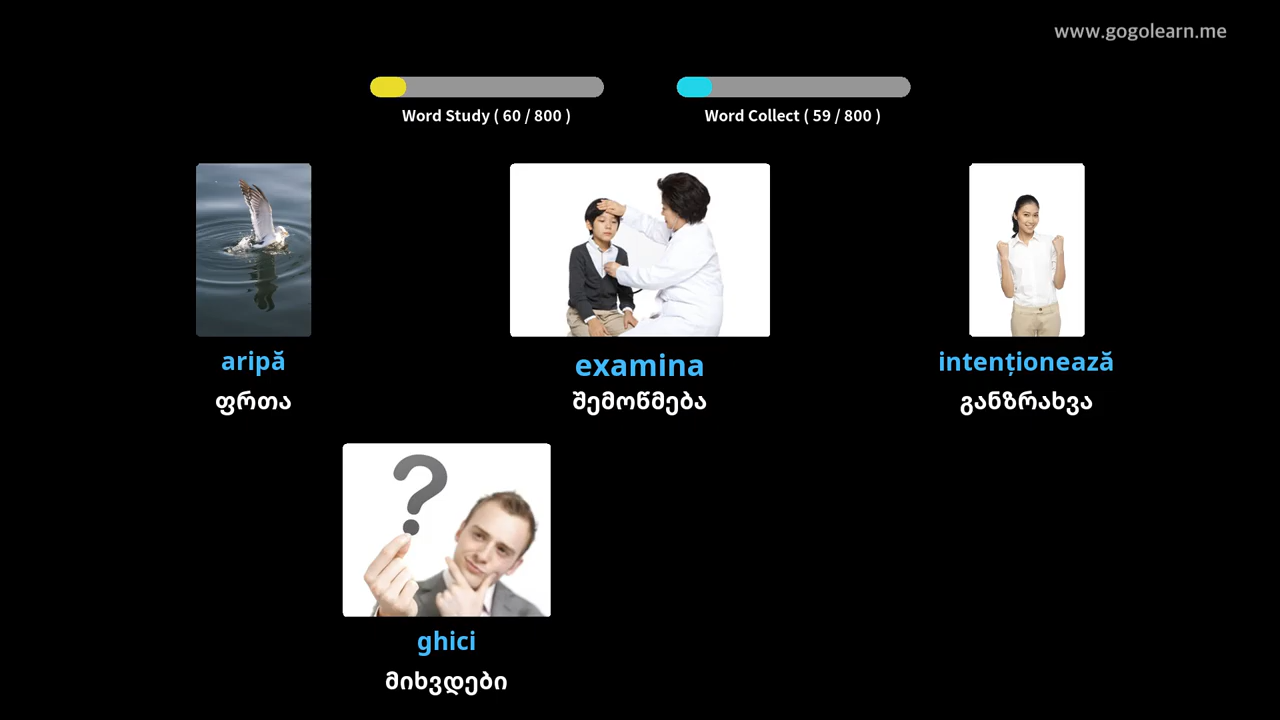 www.gogolearn.me
Word Study ( 60 / 800 )
Word Collect ( 59 / 800 )
aripă
examina
intenționează
ფრთა
შემოწმება
განზრახვა
ghici
მიხვდები